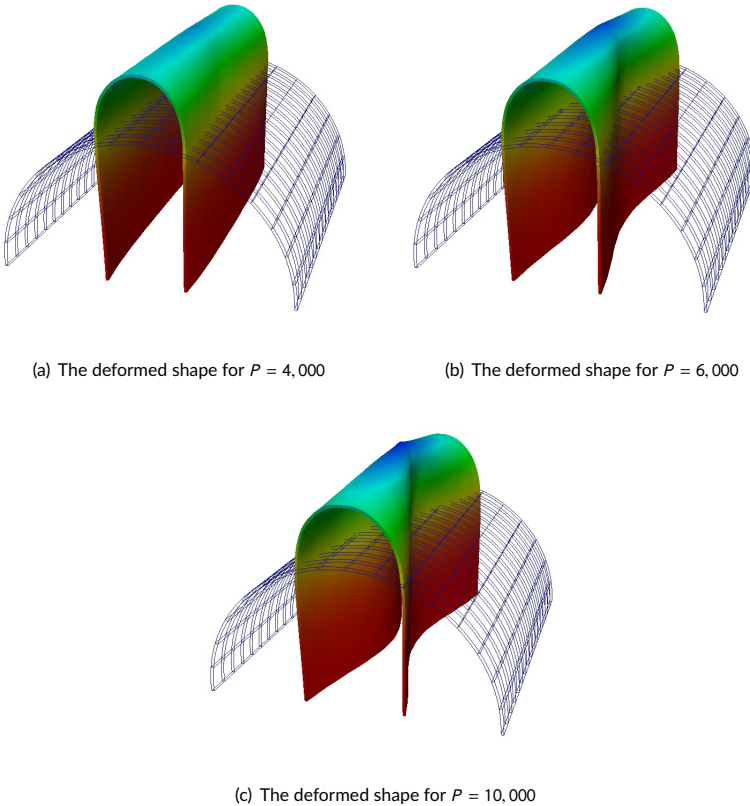 (a) The deformed shape for P = 4, 000
(b) The deformed shape for P = 6, 000
(c) The deformed shape for P = 10, 000